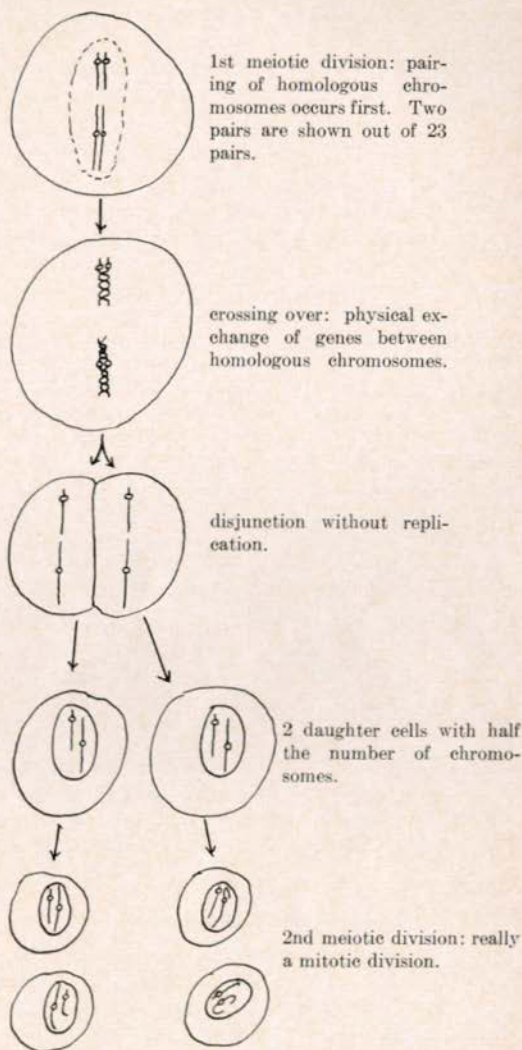 1st meiotic division: pair-
ing of homologous chro-
mosomes occurs first. Two
pairs are shown out of 23
pairs.
crossing over: physical ex-
change of genes between
homologous chromosomes.
disjunction without repli-
cation.
2 daughter cells with half
the number of chromo-
somes.
2nd meiotic division: really
a mitotic division.